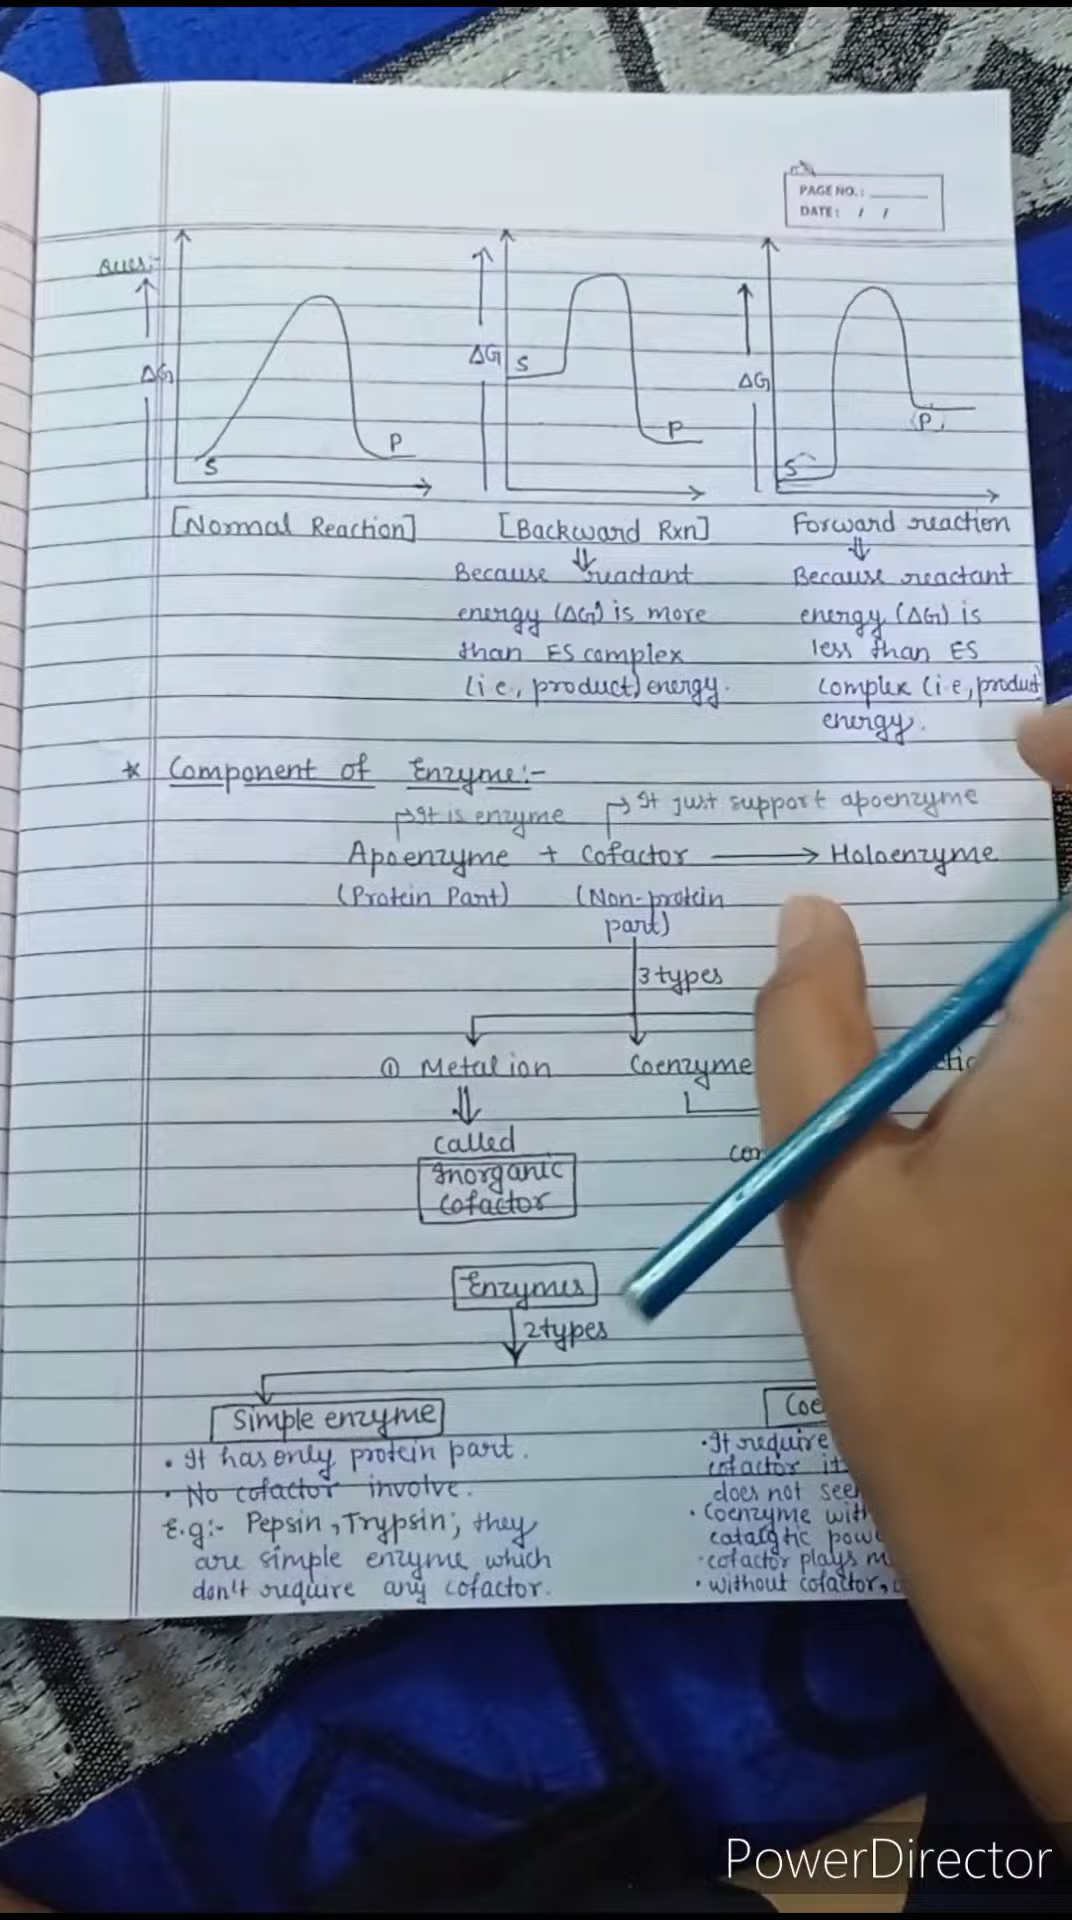 PAGE NO.:
DATE: / /
Ques:-
ΔG
S
P
ΔG
S
P
ΔG
S
P
[Normal Reaction]
[Backward Rxn]
Forward reaction
Because reactant
energy (ΔG) is more
than ES complex
(i.e., product) energy.
Because reactant
energy (ΔG) is
less than ES
complex (i.e, product
energy.
* Component of Enzyme:-
It is enzyme
It just support apoenzyme
Apoenzyme + Cofactor → Holoenzyme
(Protein Part)
(Non-protein
part)
3 types
① Metal ion
Coenzyme
called
Inorganic
cofactor
Enzymes
2 types
Simple enzyme
• It has only protein part.
• No cofactor involve.
E.g:- Pepsin, Trypsin; they
are simple enzyme which
don't require any cofactor.
• It require
cofactor
does not
• Coenzyme
catalytic
• cofactor plays
• without cofactor,
PowerDirector